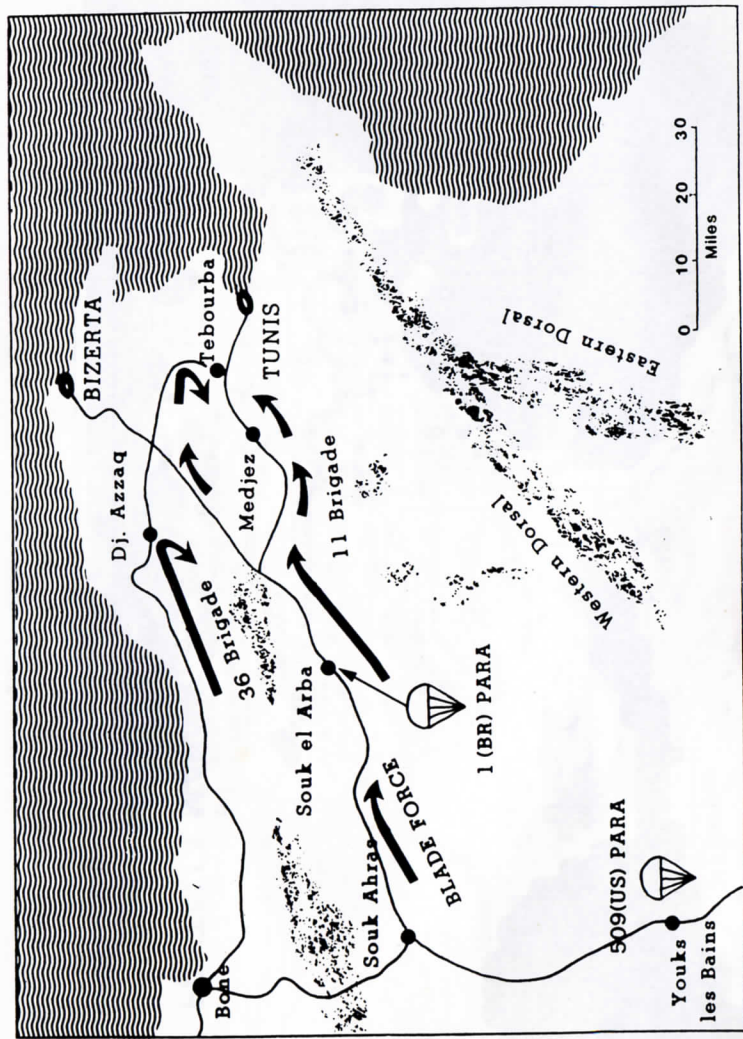 BIZERTA
Dj. Azzaq
Tebourba
TUNIS
Medjez
36 Brigade
11 Brigade
Bone
Souk el Arba
Souk Ahras
BLADE FORCE
1 (BR) PARA
509(US) PARA
Youks
les Bains
Western Dorsal
Eastern Dorsal
0 10 20 30
Miles